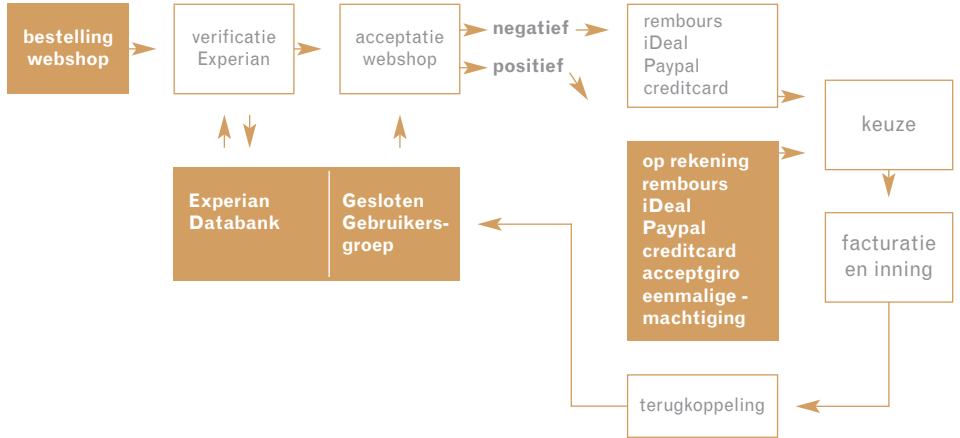 bestelling
webshop
verificatie
Experian
acceptatie
webshop
negatief
positief
rembours
iDeal
Paypal
creditcard
keuze
op rekening
rembours
iDeal
Paypal
creditcard
acceptgiro
eenmalige -
machtiging
Experian
Databank
Gesloten
Gebruikers-
groep
facturatie
en inning
terugkoppeling